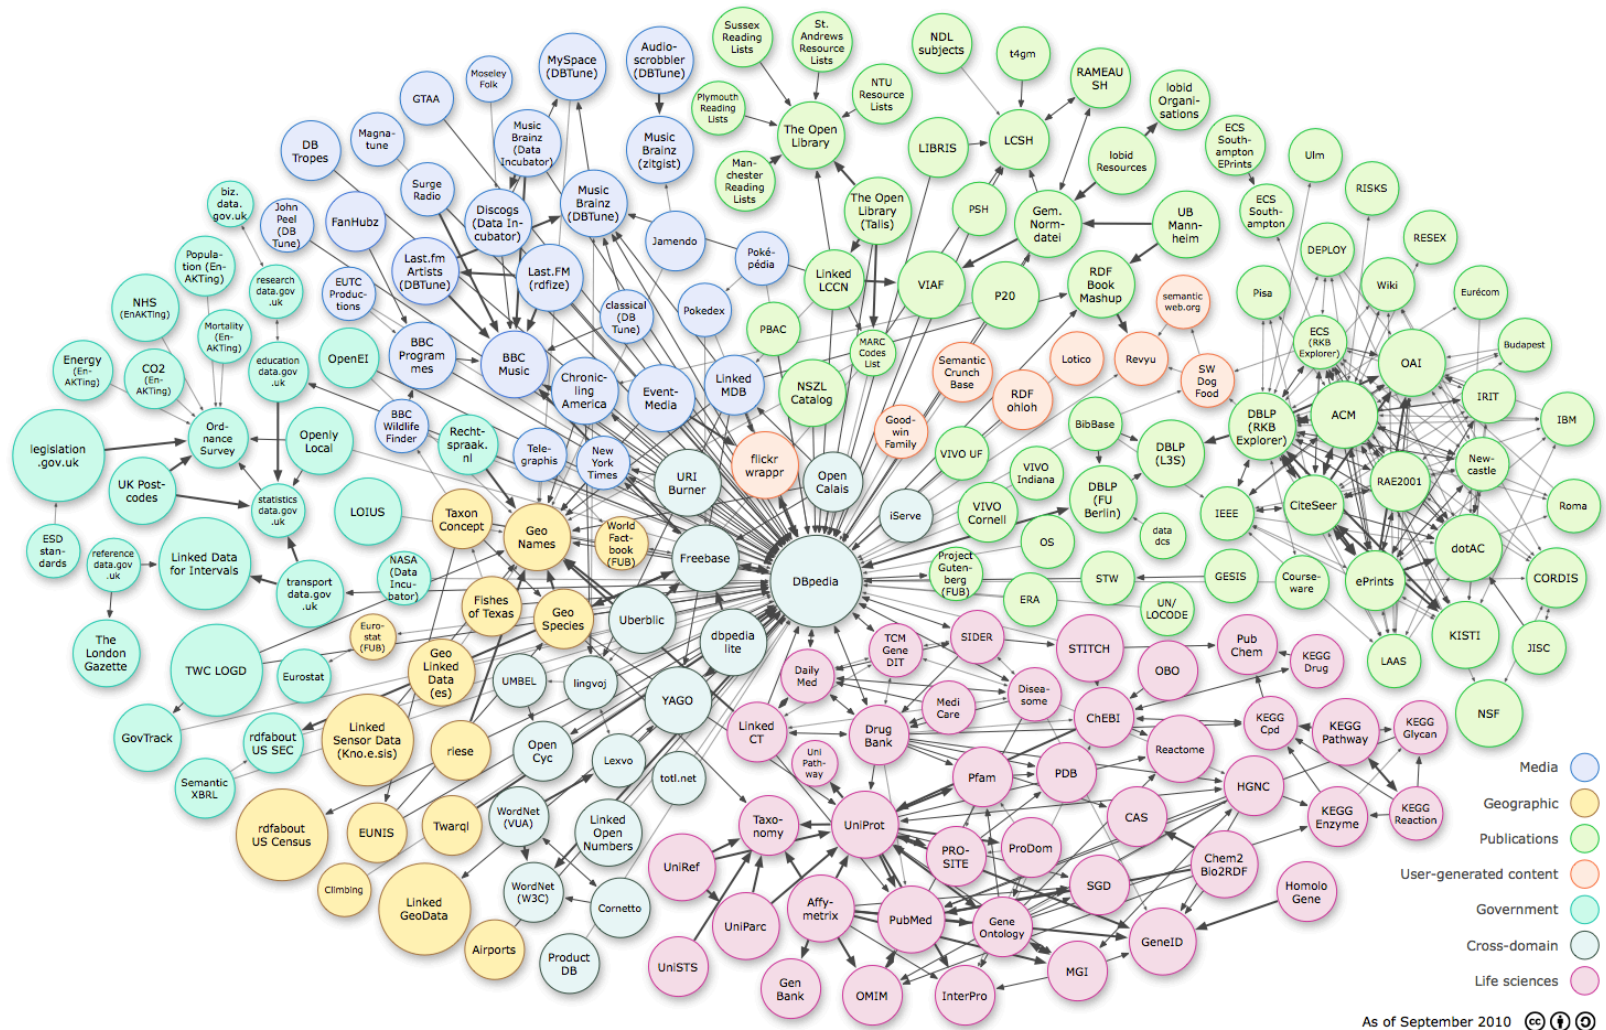 Sussex
Reading
Lists
St.
Andrews
Resource
Lists
NDL
subjects
t4gm
Audio-
scrobbler
(DBTune)
MySpace
(DBTune)
Moseley
Folk
GTAA
RAMEAU
SH
lobid
Organi-
sations
NTU
Resource
Lists
Plymouth
Reading
Lists
The Open
Library
LIBRIS
LCSH
lobid
Resources
ECS
South-
ampton
EPrints
Ulm
RISKS
Music
Brainz
(Data
Incubator)
Music
Brainz
(zitgist)
Magna-
tune
DB
Tropes
Man-
chester
Reading
Lists
The Open
Library
(Talis)
PSH
Gem.
Norm-
datei
UB
Mann-
heim
ECS
South-
ampton
DEPLOY
RESEX
biz.
data.
gov.uk
John
Peel
(DB
Tune)
FanHubz
Surge
Radio
Discogs
(Data In-
cubator)
Music
Brainz
(DBTune)
Jamendo
Poké-
pédia
Linked
LCCN
VIAF
P20
RDF
Book
Mashup
semantic
web.org
Pisa
Wiki
Eurécom
Popula-
tion (En-
AKTing)
research
data.gov
.uk
EUTC
Produc-
tions
Last.fm
Artists
(DBTune)
Last.FM
(rdfize)
classical
(DB
Tune)
Pokedex
PBAC
MARC
Codes
List
Semantic
Crunch
Base
Lotico
Revyu
SW
Dog
Food
ECS
(RKB
Explorer)
OAI
Budapest
NHS
(EnAKTing)
Mortality
(En-
AKTing)
Energy
(En-
AKTing)
CO2
(En-
AKTing)
education
data.gov
.uk
OpenEI
BBC
Program
mes
BBC
Music
Chronic-
ling
America
Event-
Media
Linked
MDB
NSZL
Catalog
RDF
ohloh
Good-
win
Family
BibBase
DBLP
(RKB
Explorer)
ACM
IRIT
IBM
legislation
.gov.uk
Ord-
nance
Survey
Openly
Local
BBC
Wildlife
Finder
Recht-
spraak.
nl
Tele-
graphis
New
York
Times
URI
Burner
flickr
wrappr
Open
Calais
VIVO UF
VIVO
Indiana
DBLP
(L3S)
New-
castle
RAE2001
UK Post-
codes
statistics
data.gov
.uk
LOIUS
Taxon
Concept
Geo
Names
World
Fact-
book
(FUB)
Freebase
iServe
VIVO
Cornell
DBLP
(FU
Berlin)
IEEE
CiteSeer
Roma
ESD
stan-
dards
reference
data.gov
.uk
Linked Data
for Intervals
transport
data.gov
.uk
NASA
(Data
Incu-
bator)
DBpedia
Project
Guten-
berg
(FUB)
OS
data
dcs
dotAC
STW
GESIS
Course-
ware
ePrints
CORDIS
ERA
UN/
LOCODE
The
London
Gazette
TWC LOGD
Eurostat
Euro-
stat
(FUB)
Fishes
of Texas
Geo
Species
Uberblic
dbpedia
lite
TCM
Gene
DIT
SIDER
STITCH
Pub
Chem
KEGG
Drug
LAAS
KISTI
JISC
Geo
Linked
Data
(es)
UMBEL
lingvoj
YAGO
Daily
Med
Disea-
some
OBO
NSF
GovTrack
rdfabout
US SEC
Linked
Sensor Data
(Kno.e.sis)
riese
Open
Cyc
Lexvo
totl.net
Linked
CT
Drug
Bank
Medi
Care
ChEBI
Reactome
KEGG
Cpd
KEGG
Pathway
KEGG
Glycan
Semantic
XBRL
Uni
Path-
way
Pfam
PDB
HGNC
rdfabout
US Census
EUNIS
Twarql
WordNet
(VUA)
Linked
Open
Numbers
Taxo-
nomy
UniProt
CAS
KEGG
Enzyme
KEGG
Reaction
PRO-
SITE
ProDom
Climbing
Linked
GeoData
WordNet
(W3C)
Cornetto
UniRef
Affy-
metrix
PubMed
Gene
Ontology
SGD
Chem2
Bio2RDF
Homolo
Gene
Airports
Product
DB
UniParc
UniSTS
Gen
Bank
OMIM
InterPro
MGI
GeneID
Media
Geographic
Publications
User-generated content
Government
Cross-domain
Life sciences
As of September 2010